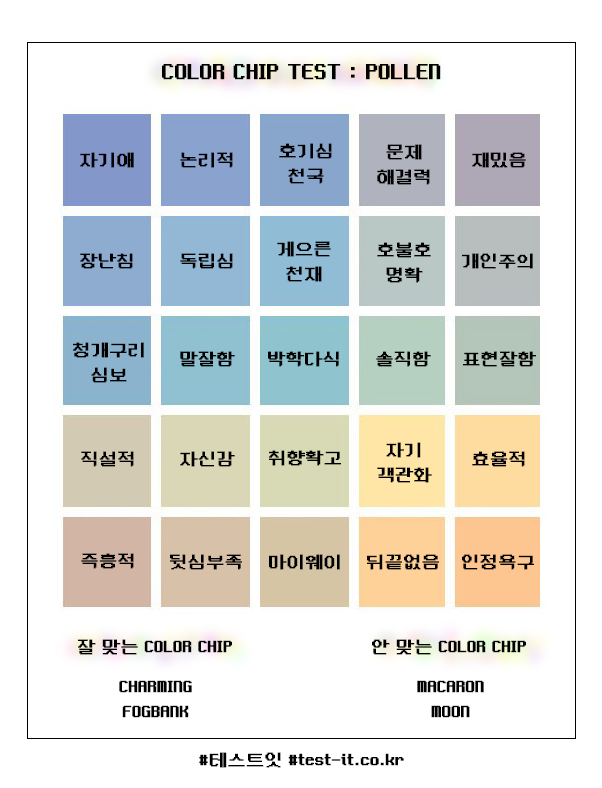 COLOR CHIP TEST : POLLEN
자기애 논리적 호기심 천국 문제 해결력 재밌음
장난침 독립심 게으른 천재 호불호 명확 개인주의
청개구리 심보 말잘함 박학다식 솔직함 표현잘함
직설적 자신감 취향확고 자기 객관화 효율적
즉흥적 뒷심부족 마이웨이 뒤끝없음 인정욕구
잘 맞는 COLOR CHIP 안 맞는 COLOR CHIP
CHARMING MACARON
FOGBANK MOON
#테스트잇 #test-it.co.kr